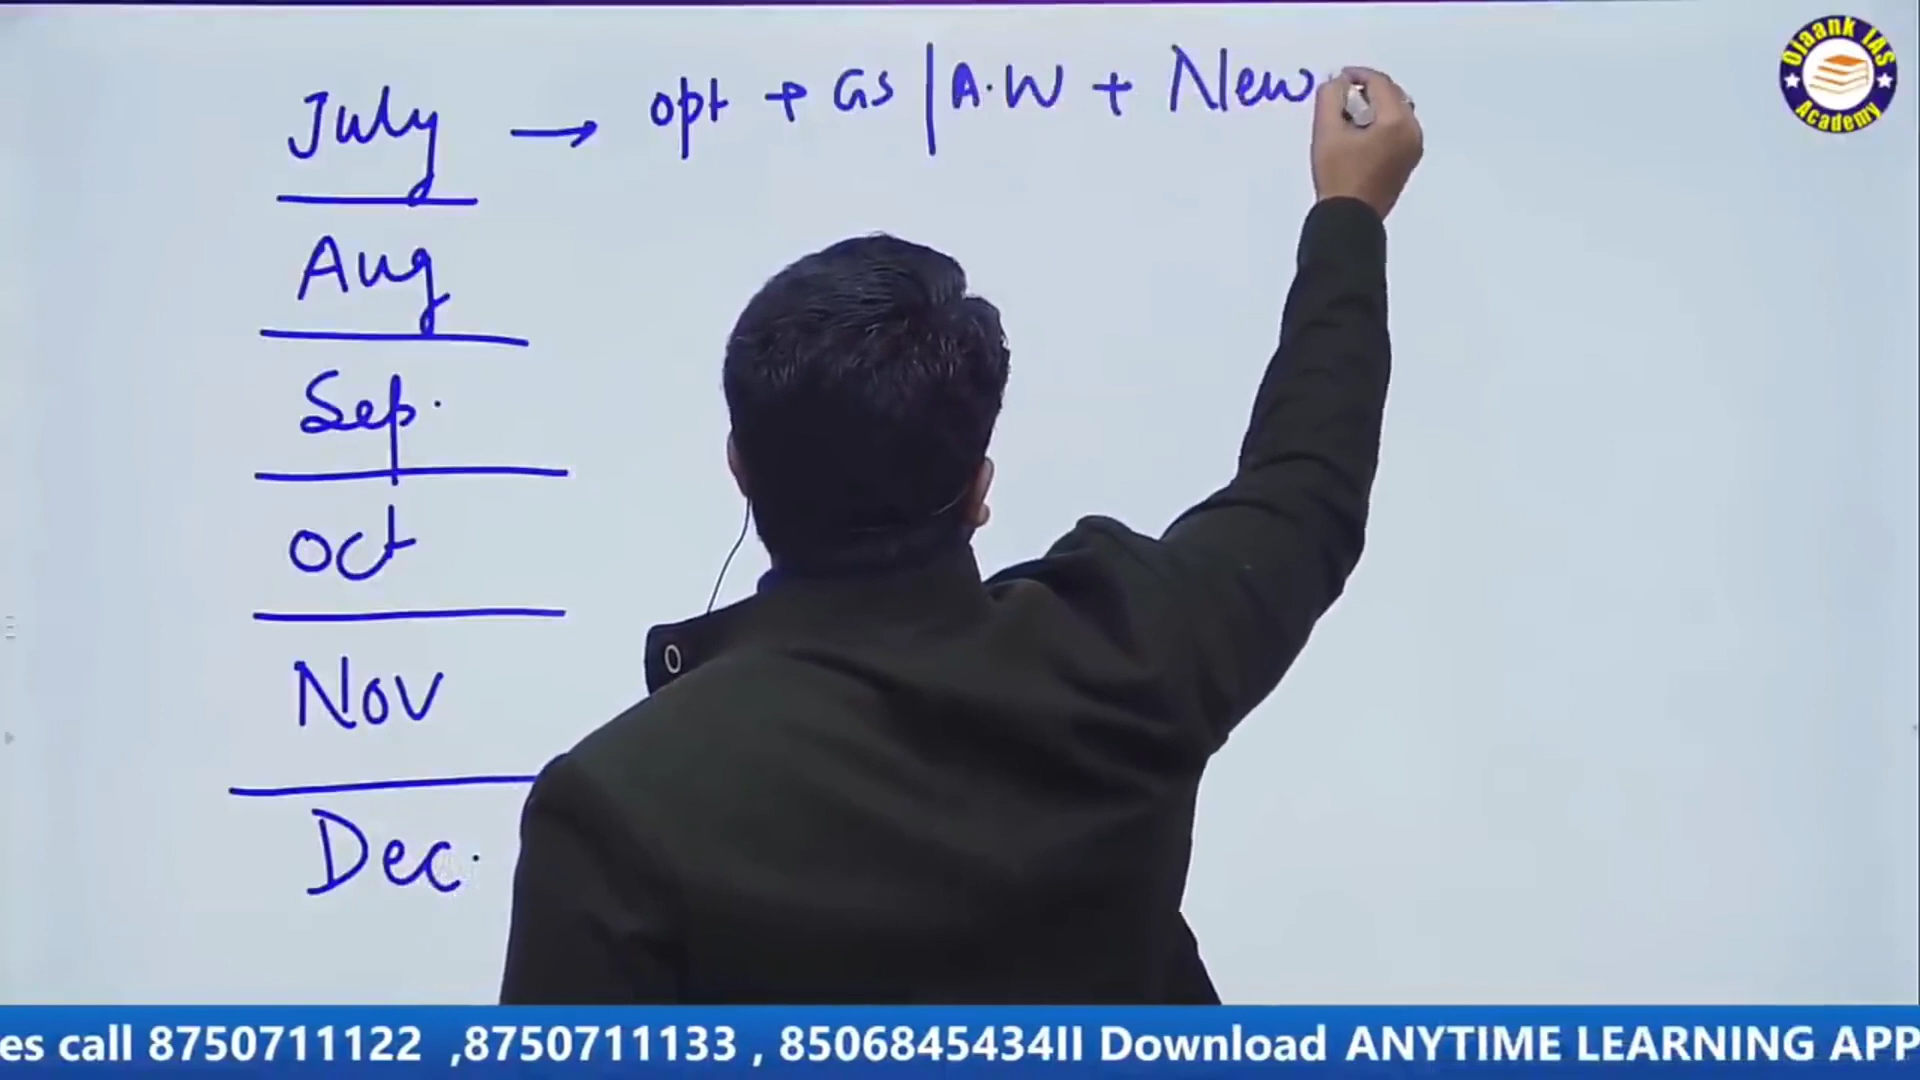 July → opt + GS | A.W + New
Aug
Sep.
Oct
Nov
Dec.
Ojaank IAS Academy
es call 8750711122 ,8750711133 , 8506845434II Download ANYTIME LEARNING APP